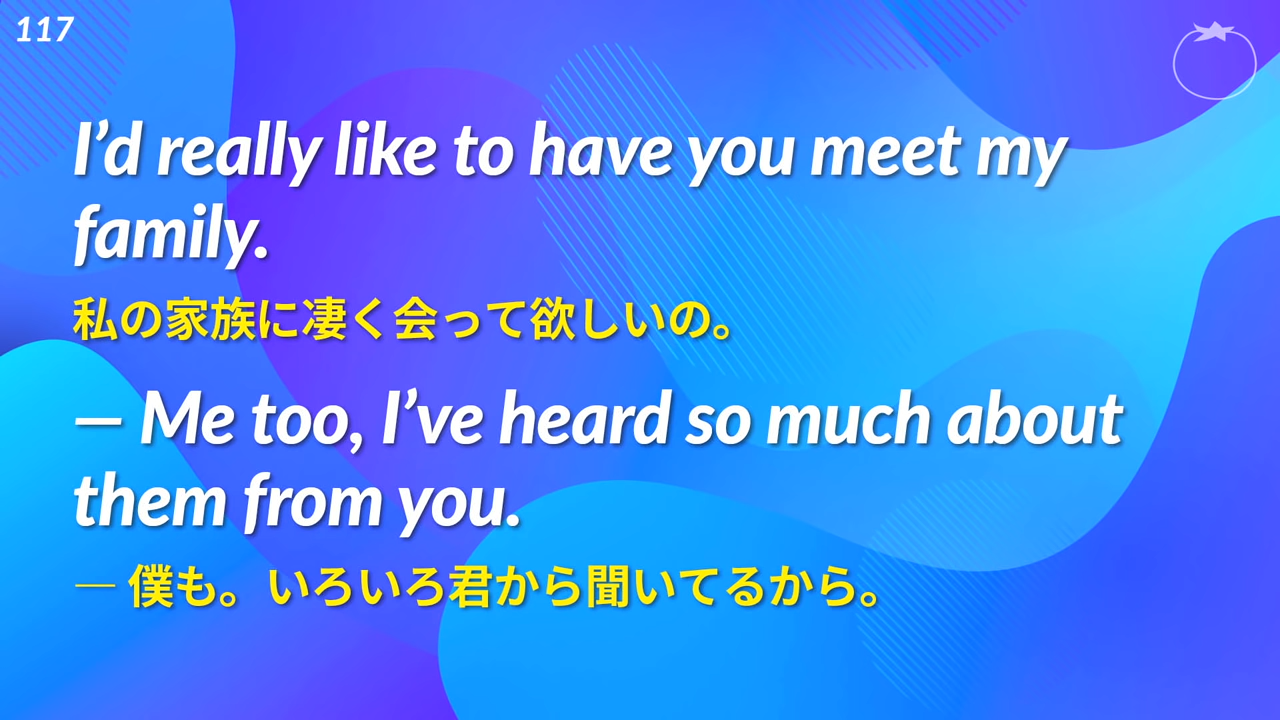 117
I’d really like to have you meet my
family.
私の家族に凄く会って欲しいの。
— Me too, I’ve heard so much about
them from you.
— 僕も。いろいろ君から聞いてるから。